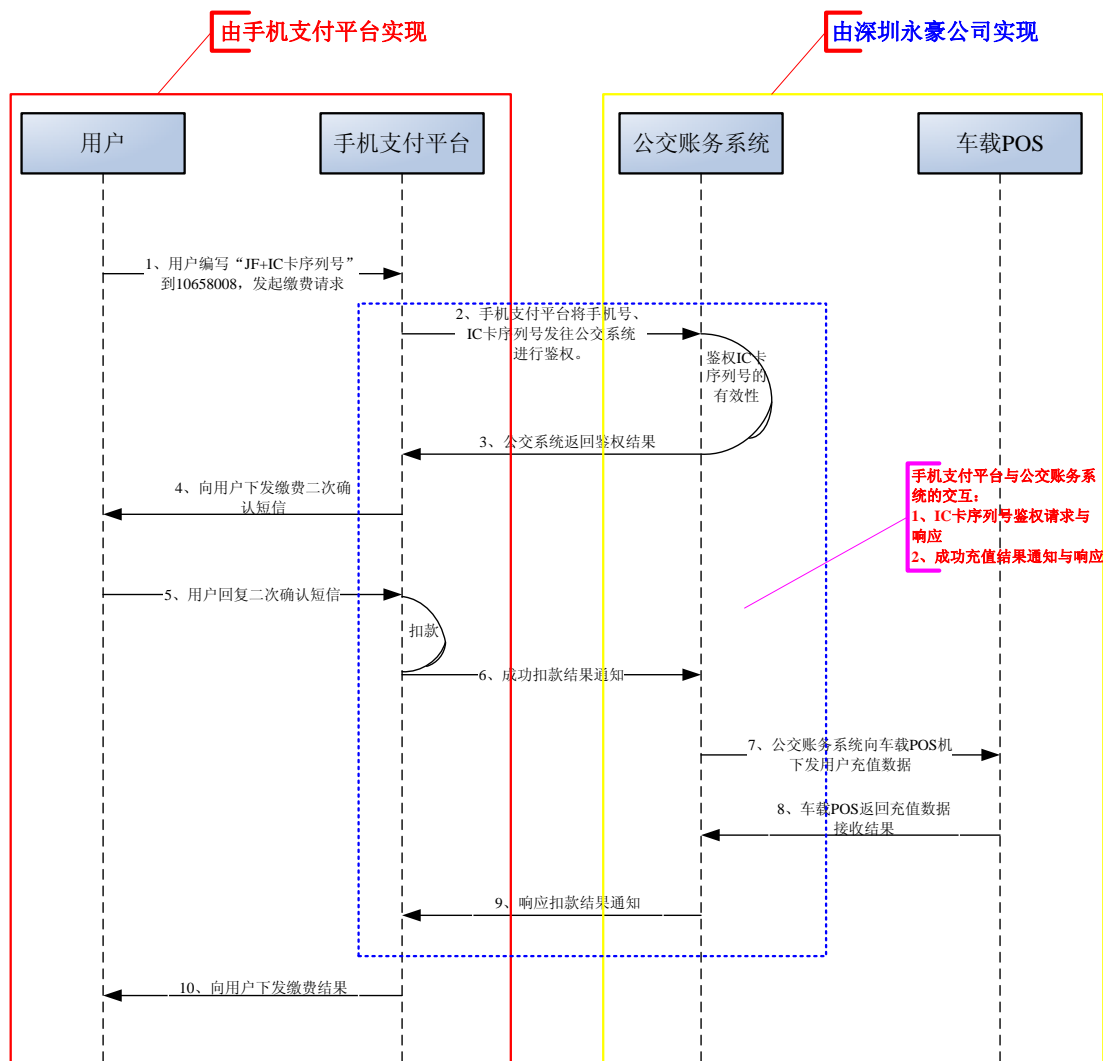 由手机支付平台实现
由深圳永豪公司实现
用户
手机支付平台
公交账务系统
车载POS
1、用户编写“JF+IC卡序列号”
到10658008，发起缴费请求
2、手机支付平台将手机号、
IC卡序列号发往公交系统
进行鉴权。
鉴权IC卡
序列号的
有效性
3、公交系统返回鉴权结果
手机支付平台与公交账务系
统的交互：
1、IC卡序列号鉴权请求与
响应
2、成功充值结果通知与响应
4、向用户下发缴费二次确
认短信
5、用户回复二次确认短信
扣款
6、成功扣款结果通知
7、公交账务系统向车载POS机
下发用户充值数据
8、车载POS返回充值数据
接收结果
9、响应扣款结果通知
10、向用户下发缴费结果